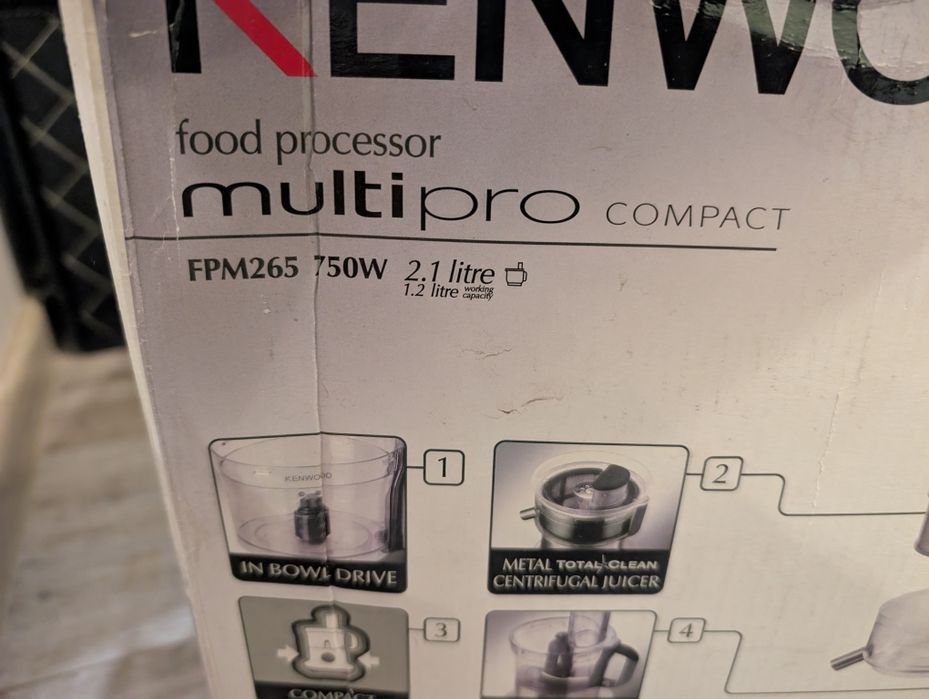 KENWO
food processor
multipro COMPACT
FPM265 750W 2.1 litre
1.2 litre working capacity
KENWOOD
1
2
IN BOWL DRIVE
METAL TOTAL CLEAN
CENTRIFUGAL JUICER
3
4
COMPACT